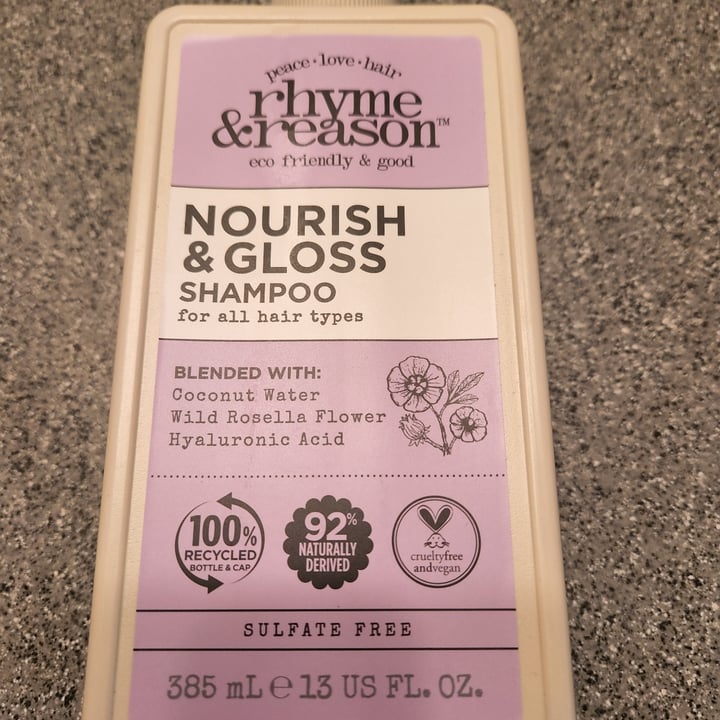 peace • love • hair
rhyme
&reason™
eco friendly & good
NOURISH
& GLOSS
SHAMPOO
for all hair types
BLENDED WITH:
Coconut Water
Wild Rosella Flower
Hyaluronic Acid
100%
RECYCLED
BOTTLE & CAP
92%
NATURALLY
DERIVED
crueltyfree
andvegan
SULFATE FREE
385 mL ℮ 13 US FL. OZ.